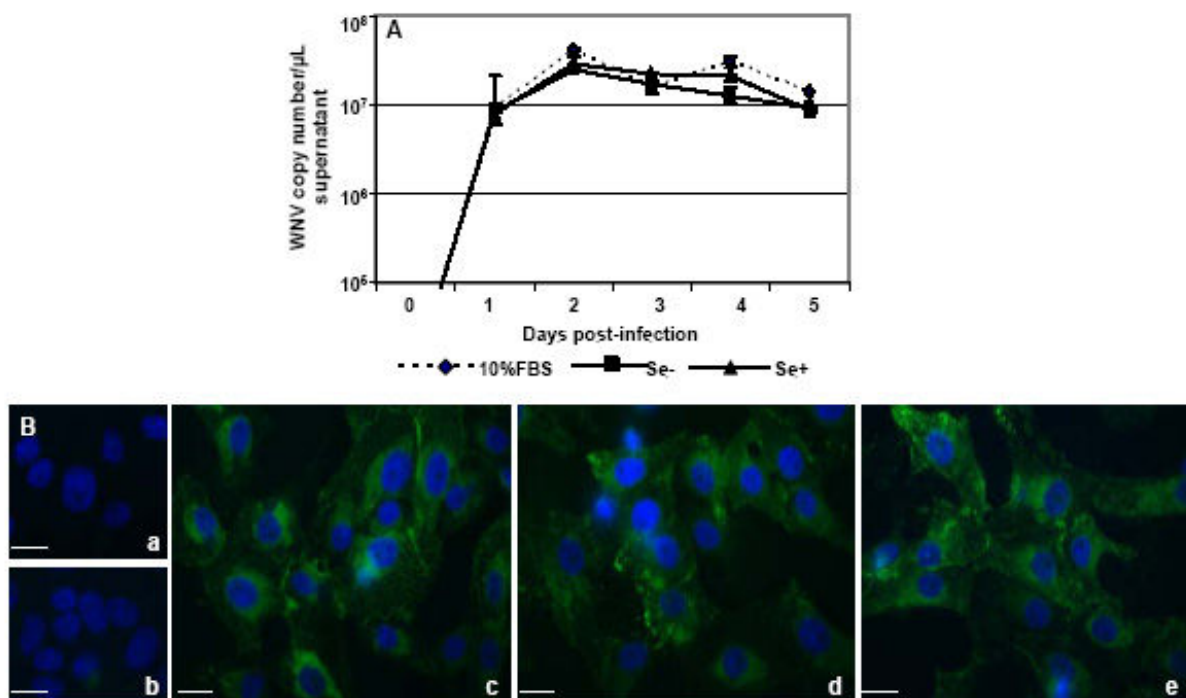 A
WNV copy number/µL
supernatant
10⁸
10⁷
10⁶
10⁵
0 1 2 3 4 5
Days post-infection
10%FBS Se- Se+
B
a
b
c
d
e